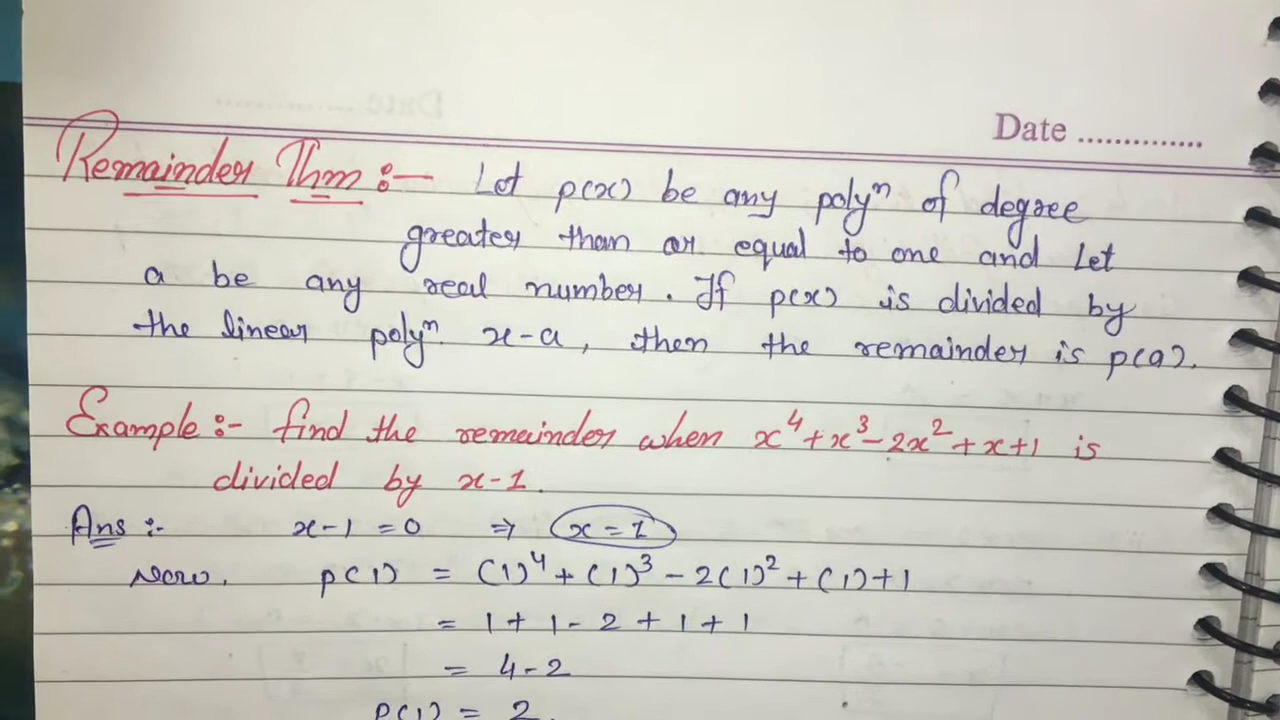 Date ..............
Remainder Thm :- Let p(x) be any polyⁿ of degree
greater than or equal to one and Let
a be any real number. If p(x) is divided by
the linear polyⁿ. x-a, then the remainder is p(a).
Example :- find the remainder when x⁴+x³-2x²+x+1 is
divided by x-1.
Ans :- x-1 = 0 ⇒ x = 1
Now. p(1) = (1)⁴ + (1)³ - 2(1)² + (1) + 1
= 1 + 1 - 2 + 1 + 1
= 4 - 2
p(1) = 2.